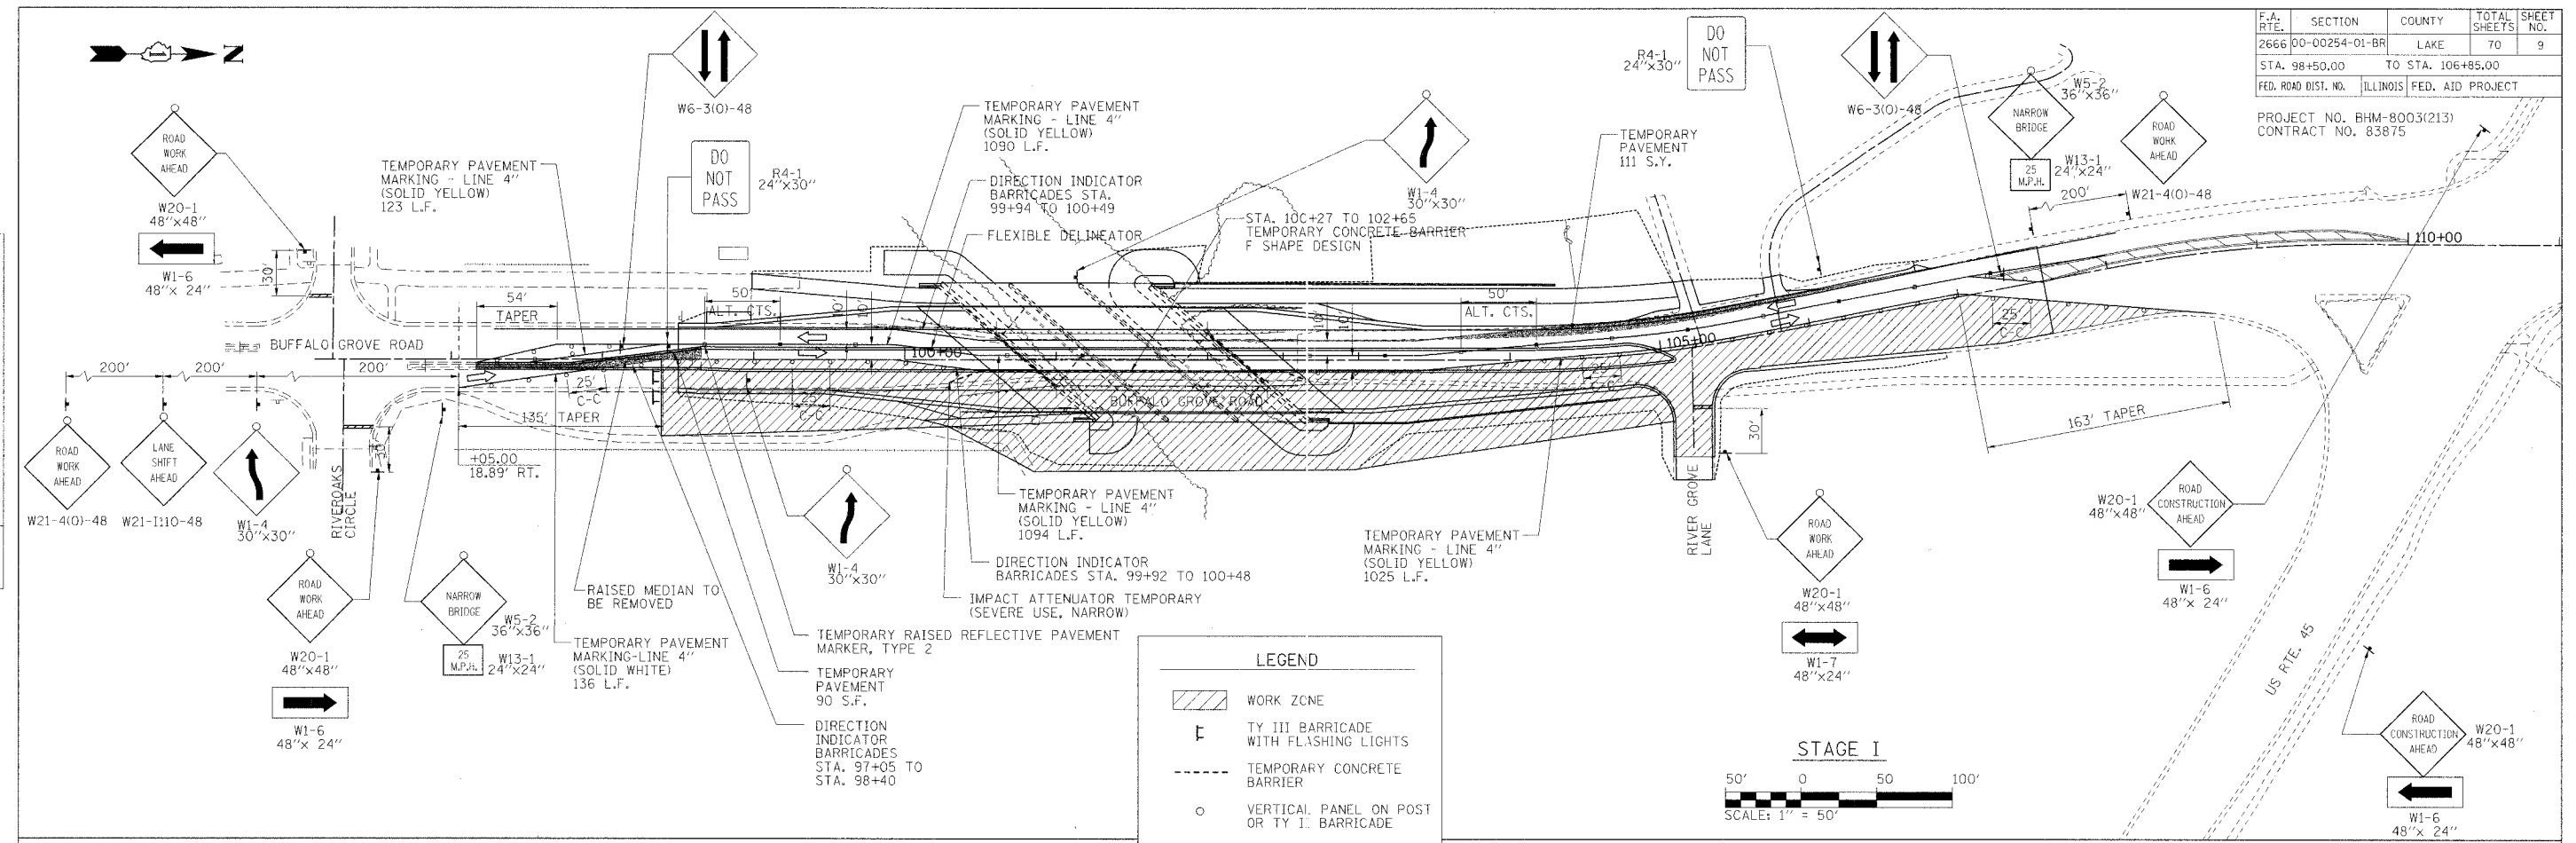 F.A. RTE. SECTION COUNTY TOTAL SHEETS SHEET NO.
2666 00-00254-01-BR LAKE 70 9
STA. 98+50.00 TO STA. 106+85.00
FED. ROAD DIST. NO. ILLINOIS FED. AID PROJECT
PROJECT NO. BHM-8003(213)
CONTRACT NO. 83875
N
ROAD
WORK
AHEAD
W20-1
48"x48"
W1-6
48"x 24"
30'
TEMPORARY PAVEMENT
MARKING - LINE 4"
(SOLID YELLOW)
123 L.F.
W6-3(O)-48
DO
NOT
PASS
R4-1
24"x30"
TEMPORARY PAVEMENT
MARKING - LINE 4"
(SOLID YELLOW)
1090 L.F.
DIRECTION INDICATOR
BARRICADES STA.
99+94 TO 100+49
FLEXIBLE DELINEATOR
W1-4
30"x30"
STA. 100+27 TO 102+65
TEMPORARY CONCRETE BARRIER
F SHAPE DESIGN
TEMPORARY
PAVEMENT
111 S.Y.
R4-1
24"x30"
DO
NOT
PASS
W6-3(O)-48
NARROW
BRIDGE
W5-2
36"x36"
25
M.P.H.
W13-1
24"x24"
ROAD
WORK
AHEAD
W21-4(O)-48
200'
110+00
54'
TAPER
50'
ALT. CTS.
10'
10'
50'
ALT. CTS.
BUFFALO GROVE ROAD
100+00
105+00
200'
200'
200'
25'
C-C
135' TAPER
25'
C-C
BUFFALO GROVE ROAD
25'
C-C
25'
C-C
163' TAPER
30'
30'
+05.00
18.89' RT.
ROAD
WORK
AHEAD
W21-4(O)-48
LANE
SHIFT
AHEAD
W21-I110-48
W1-4
30"x30"
RIVEROAKS
CIRCLE
ROAD
WORK
AHEAD
W20-1
48"x48"
W1-6
48"x 24"
NARROW
BRIDGE
W5-2
36"x36"
25
M.P.H.
W13-1
24"x24"
RAISED MEDIAN TO
BE REMOVED
TEMPORARY PAVEMENT
MARKING-LINE 4"
(SOLID WHITE)
136 L.F.
W1-4
30"x30"
TEMPORARY PAVEMENT
MARKING - LINE 4"
(SOLID YELLOW)
1094 L.F.
DIRECTION INDICATOR
BARRICADES STA. 99+92 TO 100+48
IMPACT ATTENUATOR TEMPORARY
(SEVERE USE, NARROW)
TEMPORARY RAISED REFLECTIVE PAVEMENT
MARKER, TYPE 2
TEMPORARY
PAVEMENT
90 S.F.
DIRECTION
INDICATOR
BARRICADES
STA. 97+05 TO
STA. 98+40
TEMPORARY PAVEMENT
MARKING - LINE 4"
(SOLID YELLOW)
1025 L.F.
RIVER GROVE
LANE
ROAD
WORK
AHEAD
W20-1
48"x48"
W1-7
48"x24"
ROAD
CONSTRUCTION
AHEAD
W20-1
48"x48"
W1-6
48"x 24"
US RTE. 45
ROAD
CONSTRUCTION
AHEAD
W20-1
48"x48"
W1-6
48"x 24"
LEGEND
WORK ZONE
TY III BARRICADE
WITH FLASHING LIGHTS
TEMPORARY CONCRETE
BARRIER
VERTICAL PANEL ON POST
OR TY II BARRICADE
STAGE I
50' 0 50 100'
SCALE: 1" = 50'